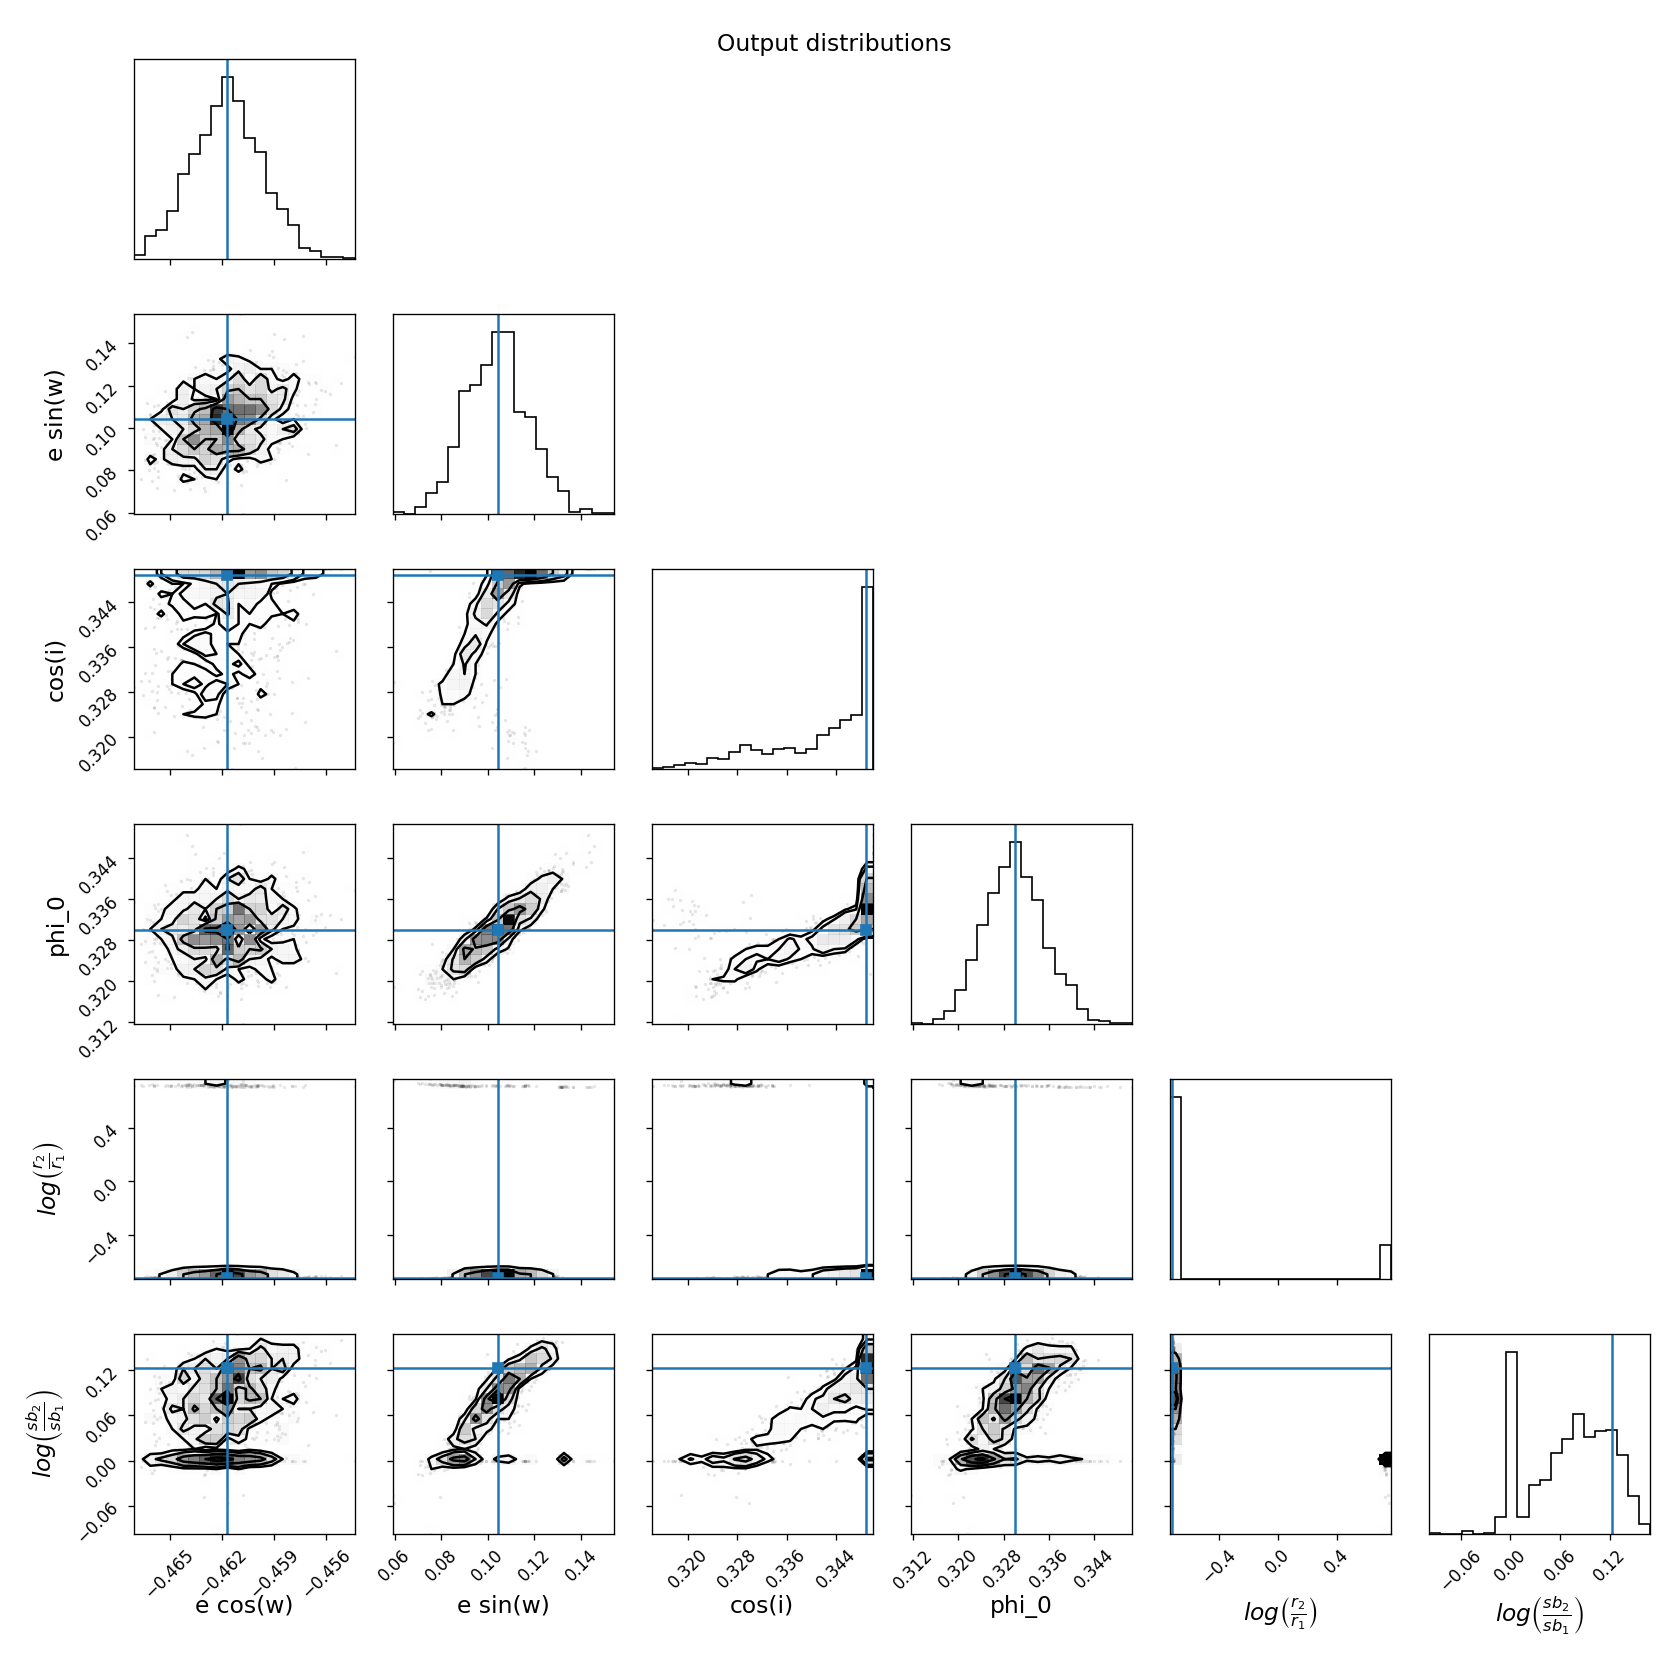 Output distributions
0.14
0.12
0.10
0.08
0.06
e sin(w)
0.344
0.336
0.328
0.320
cos(i)
0.344
0.336
0.328
0.320
0.312
phi_0
0.4
0.0
−0.4
log(r₂/r₁)
0.12
0.06
0.00
−0.06
log(sb₂/sb₁)
−0.465 −0.462 −0.459 −0.456 0.06 0.08 0.10 0.12 0.14 0.320 0.328 0.336 0.344 0.312 0.320 0.328 0.336 0.344 −0.4 0.0 0.4 −0.06 0.00 0.06 0.12
e cos(w) e sin(w) cos(i) phi_0 log(r₂/r₁) log(sb₂/sb₁)